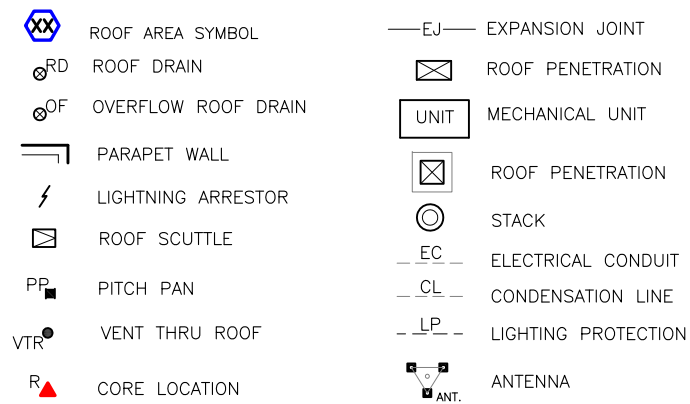 XX ROOF AREA SYMBOL
RD ROOF DRAIN
OF OVERFLOW ROOF DRAIN
PARAPET WALL
LIGHTNING ARRESTOR
ROOF SCUTTLE
PP PITCH PAN
VTR VENT THRU ROOF
R CORE LOCATION
EJ EXPANSION JOINT
ROOF PENETRATION
UNIT MECHANICAL UNIT
ROOF PENETRATION
STACK
EC ELECTRICAL CONDUIT
CL CONDENSATION LINE
LP LIGHTING PROTECTION
ANT. ANTENNA